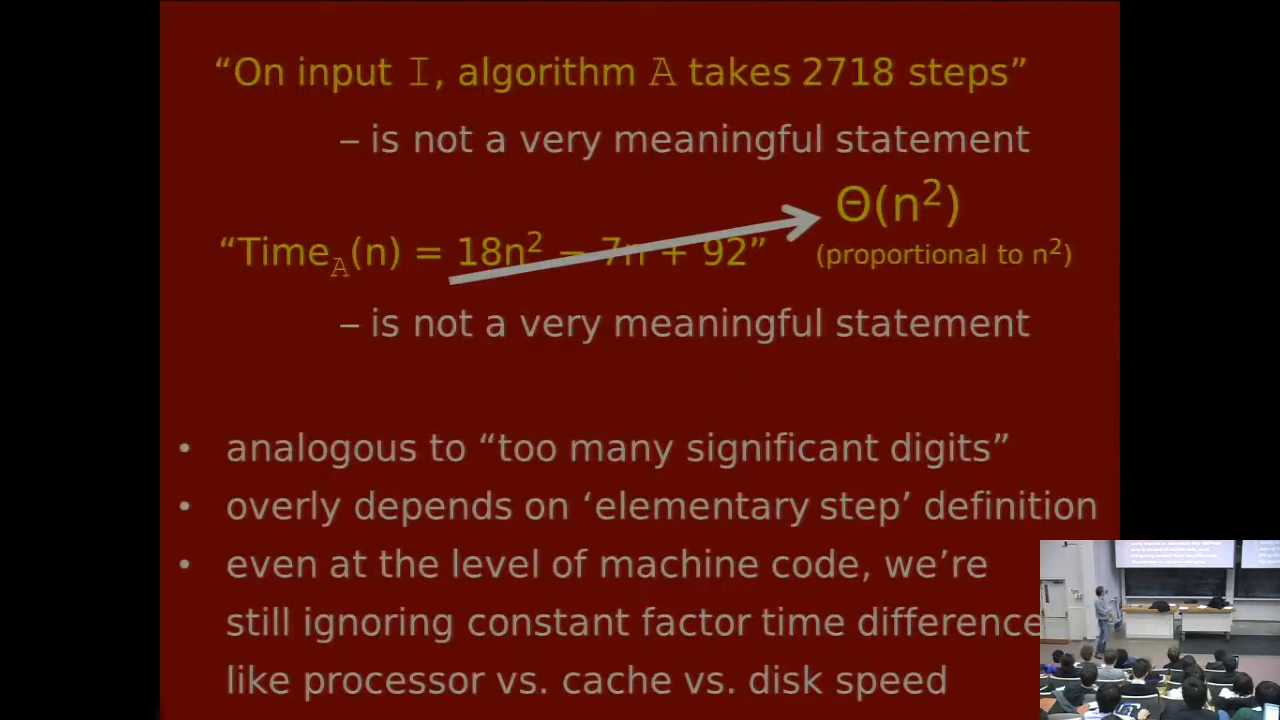 “On input I, algorithm A takes 2718 steps”
– is not a very meaningful statement
Θ(n²)
“Time_A(n) = 18n² − 7n + 92”
(proportional to n²)
– is not a very meaningful statement
• analogous to “too many significant digits”
• overly depends on ‘elementary step’ definition
• even at the level of machine code, we’re
still ignoring constant factor time difference
like processor vs. cache vs. disk speed